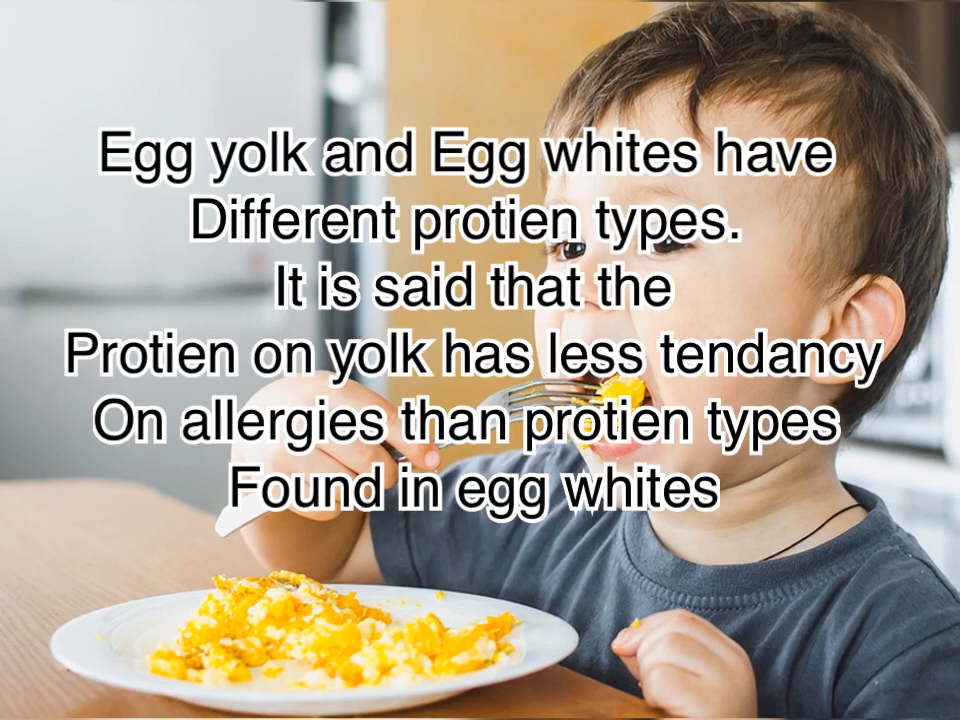 Egg yolk and Egg whites have
Different protien types.
It is said that the
Protien on yolk has less tendancy
On allergies than protien types
Found in egg whites